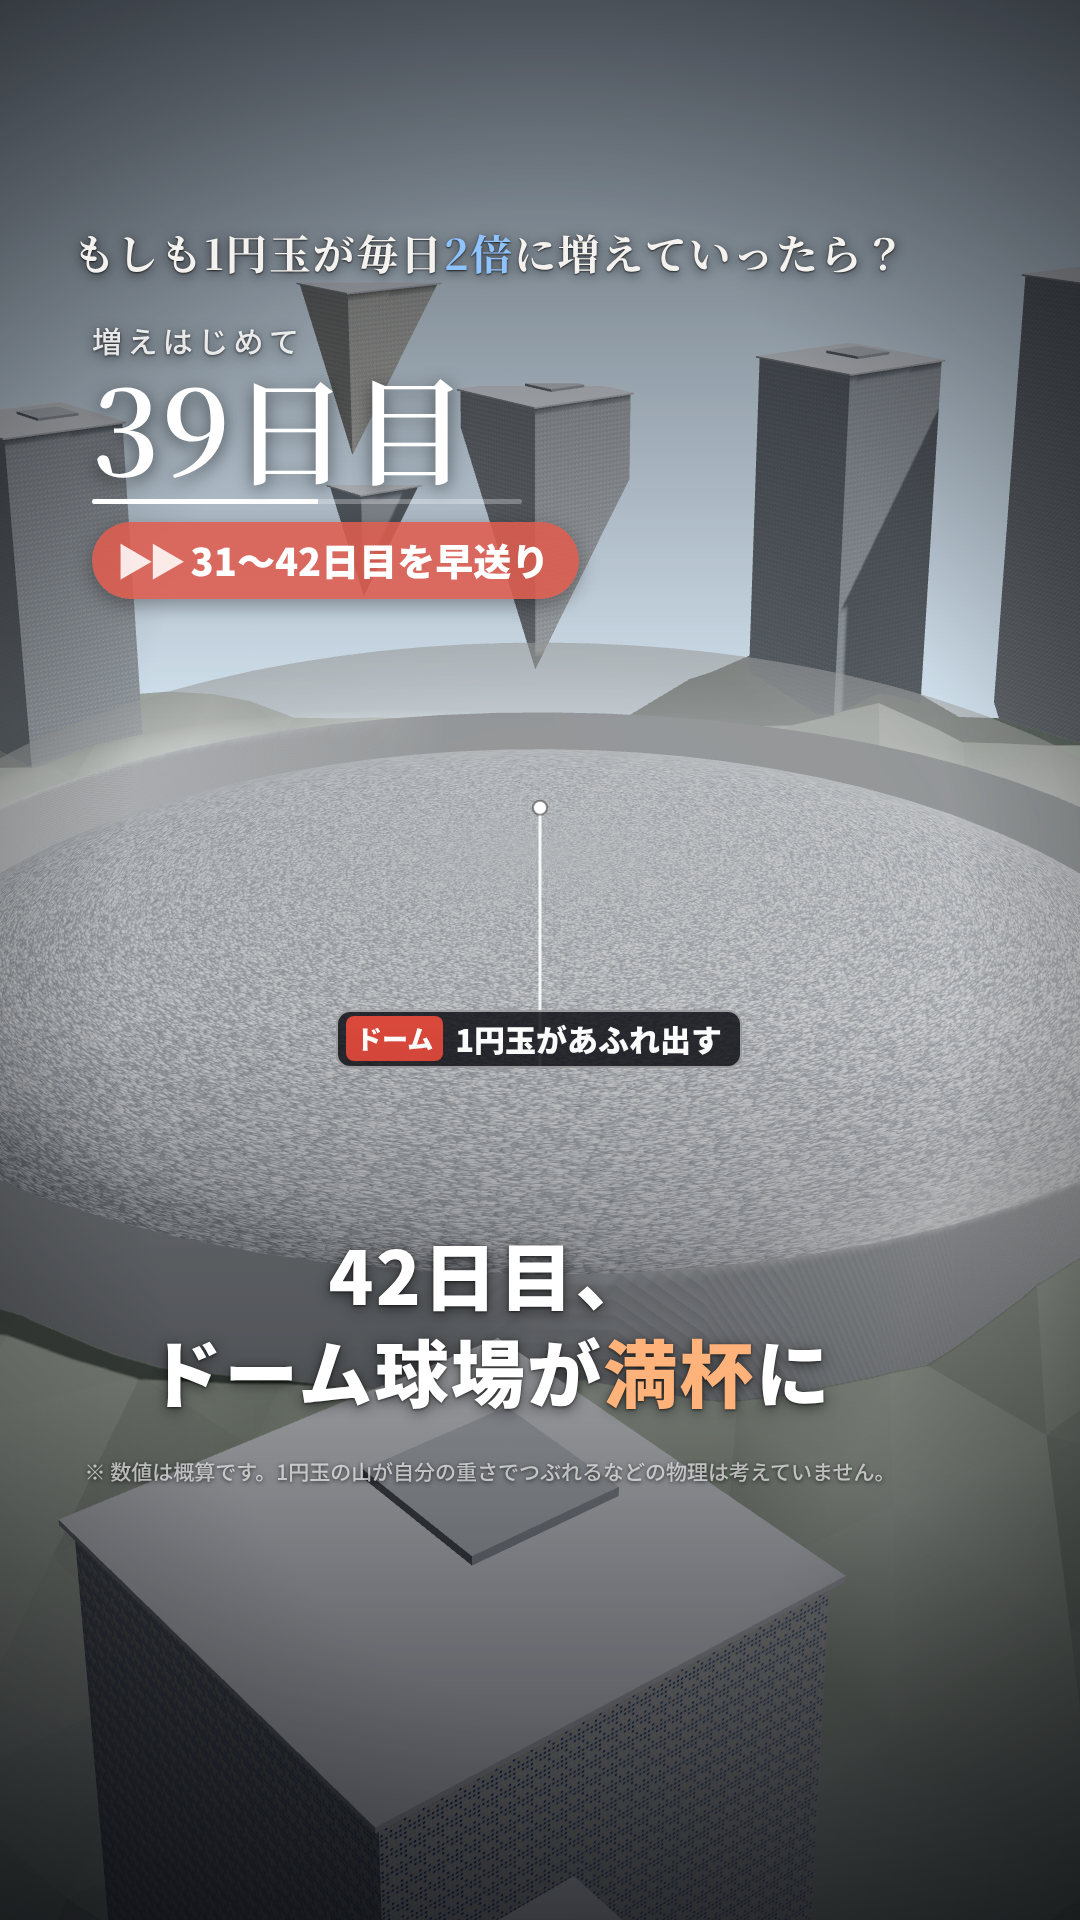 もしも1円玉が毎日2倍に増えていったら？
増えはじめて
39日目
31〜42日目を早送り
ドーム 1円玉があふれ出す
42日目、
ドーム球場が満杯に
※ 数値は概算です。1円玉の山が自分の重さでつぶれるなどの物理は考えていません。